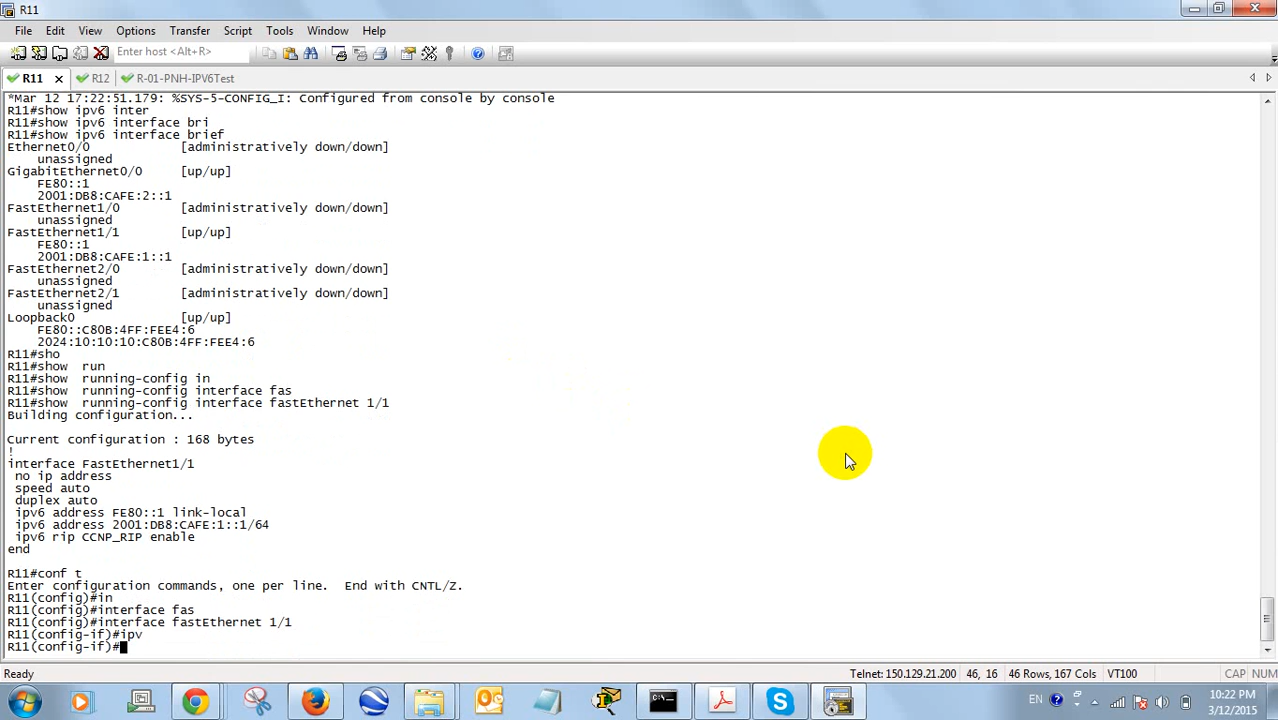 R11
File Edit View Options Transfer Script Tools Window Help
Enter host <Alt+R>
R11 R12 R-01-PNH-IPV6Test
*Mar 12 17:22:51.179: %SYS-5-CONFIG_I: Configured from console by console
R11#show ipv6 inter
R11#show ipv6 interface bri
R11#show ipv6 interface brief
Ethernet0/0 [administratively down/down]
unassigned
GigabitEthernet0/0 [up/up]
FE80::1
2001:DB8:CAFE:2::1
FastEthernet1/0 [administratively down/down]
unassigned
FastEthernet1/1 [up/up]
FE80::1
2001:DB8:CAFE:1::1
FastEthernet2/0 [administratively down/down]
unassigned
FastEthernet2/1 [administratively down/down]
unassigned
Loopback0 [up/up]
FE80::C80B:4FF:FEE4:6
2024:10:10:10:C80B:4FF:FEE4:6
R11#sho
R11#show run
R11#show running-config in
R11#show running-config interface fas
R11#show running-config interface fastEthernet 1/1
Building configuration...
Current configuration : 168 bytes
!
interface FastEthernet1/1
no ip address
speed auto
duplex auto
ipv6 address FE80::1 link-local
ipv6 address 2001:DB8:CAFE:1::1/64
ipv6 rip CCNP_RIP enable
end
R11#conf t
Enter configuration commands, one per line. End with CNTL/Z.
R11(config)#in
R11(config)#interface fas
R11(config)#interface fastEthernet 1/1
R11(config-if)#ipv
R11(config-if)#
Ready Telnet: 150.129.21.200 46, 16 46 Rows, 167 Cols VT100 CAP NUM
EN 10:22 PM
3/12/2015